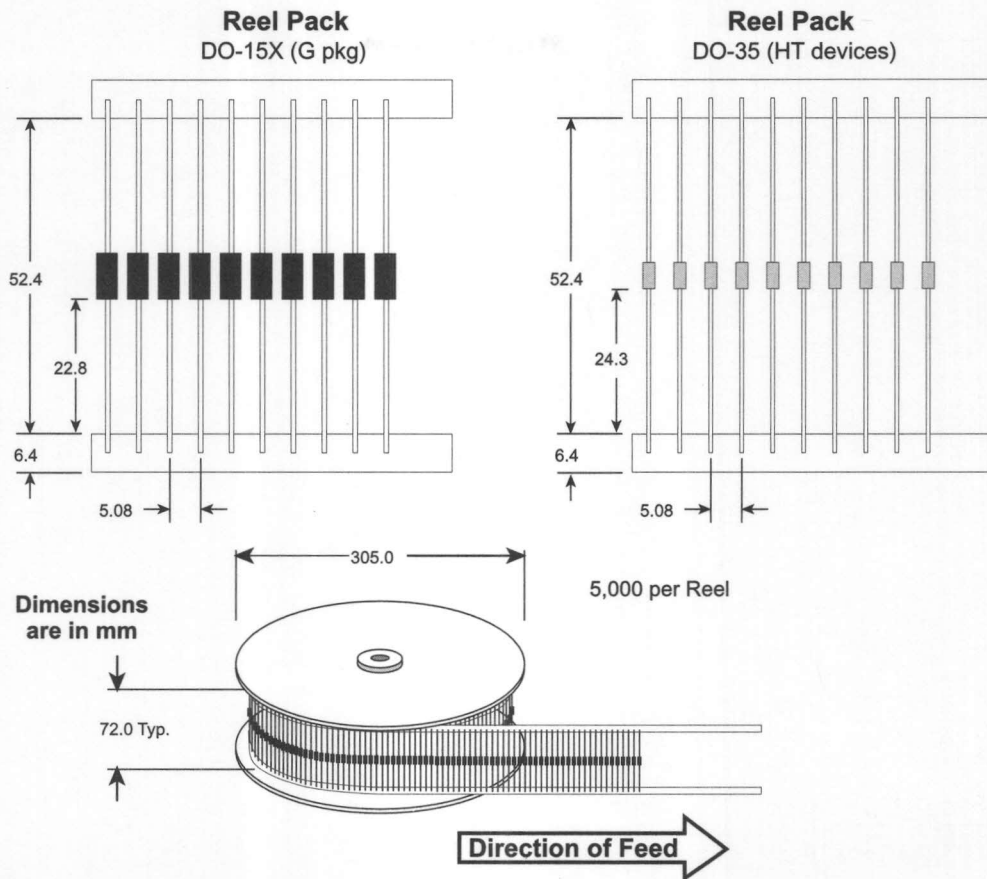 Reel Pack
DO-15X (G pkg)
52.4
22.8
6.4
5.08
Reel Pack
DO-35 (HT devices)
52.4
24.3
6.4
5.08
305.0
5,000 per Reel
Dimensions
are in mm
72.0 Typ.
Direction of Feed